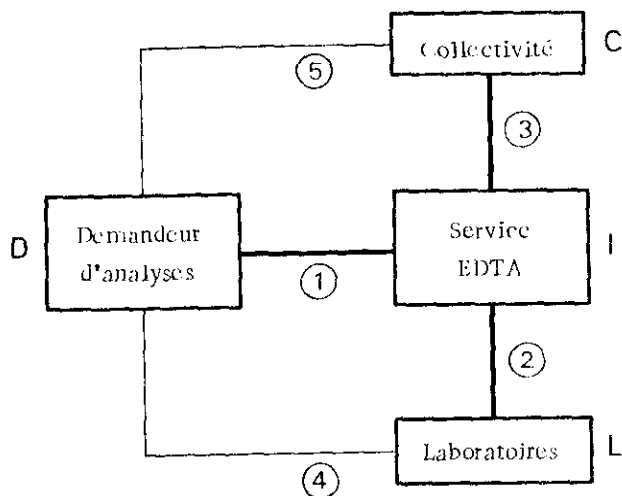 Collectivité
C
5
3
D
Demandeur
d'analyses
Service
EDTA
I
1
2
Laboratoires
L
4